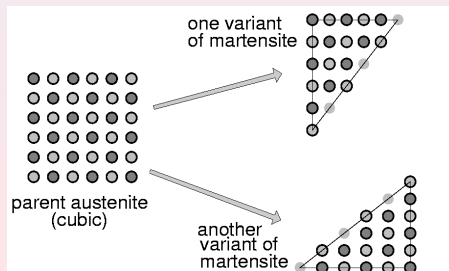 one variant
of martensite
parent austenite
(cubic)
another
variant of
martensite